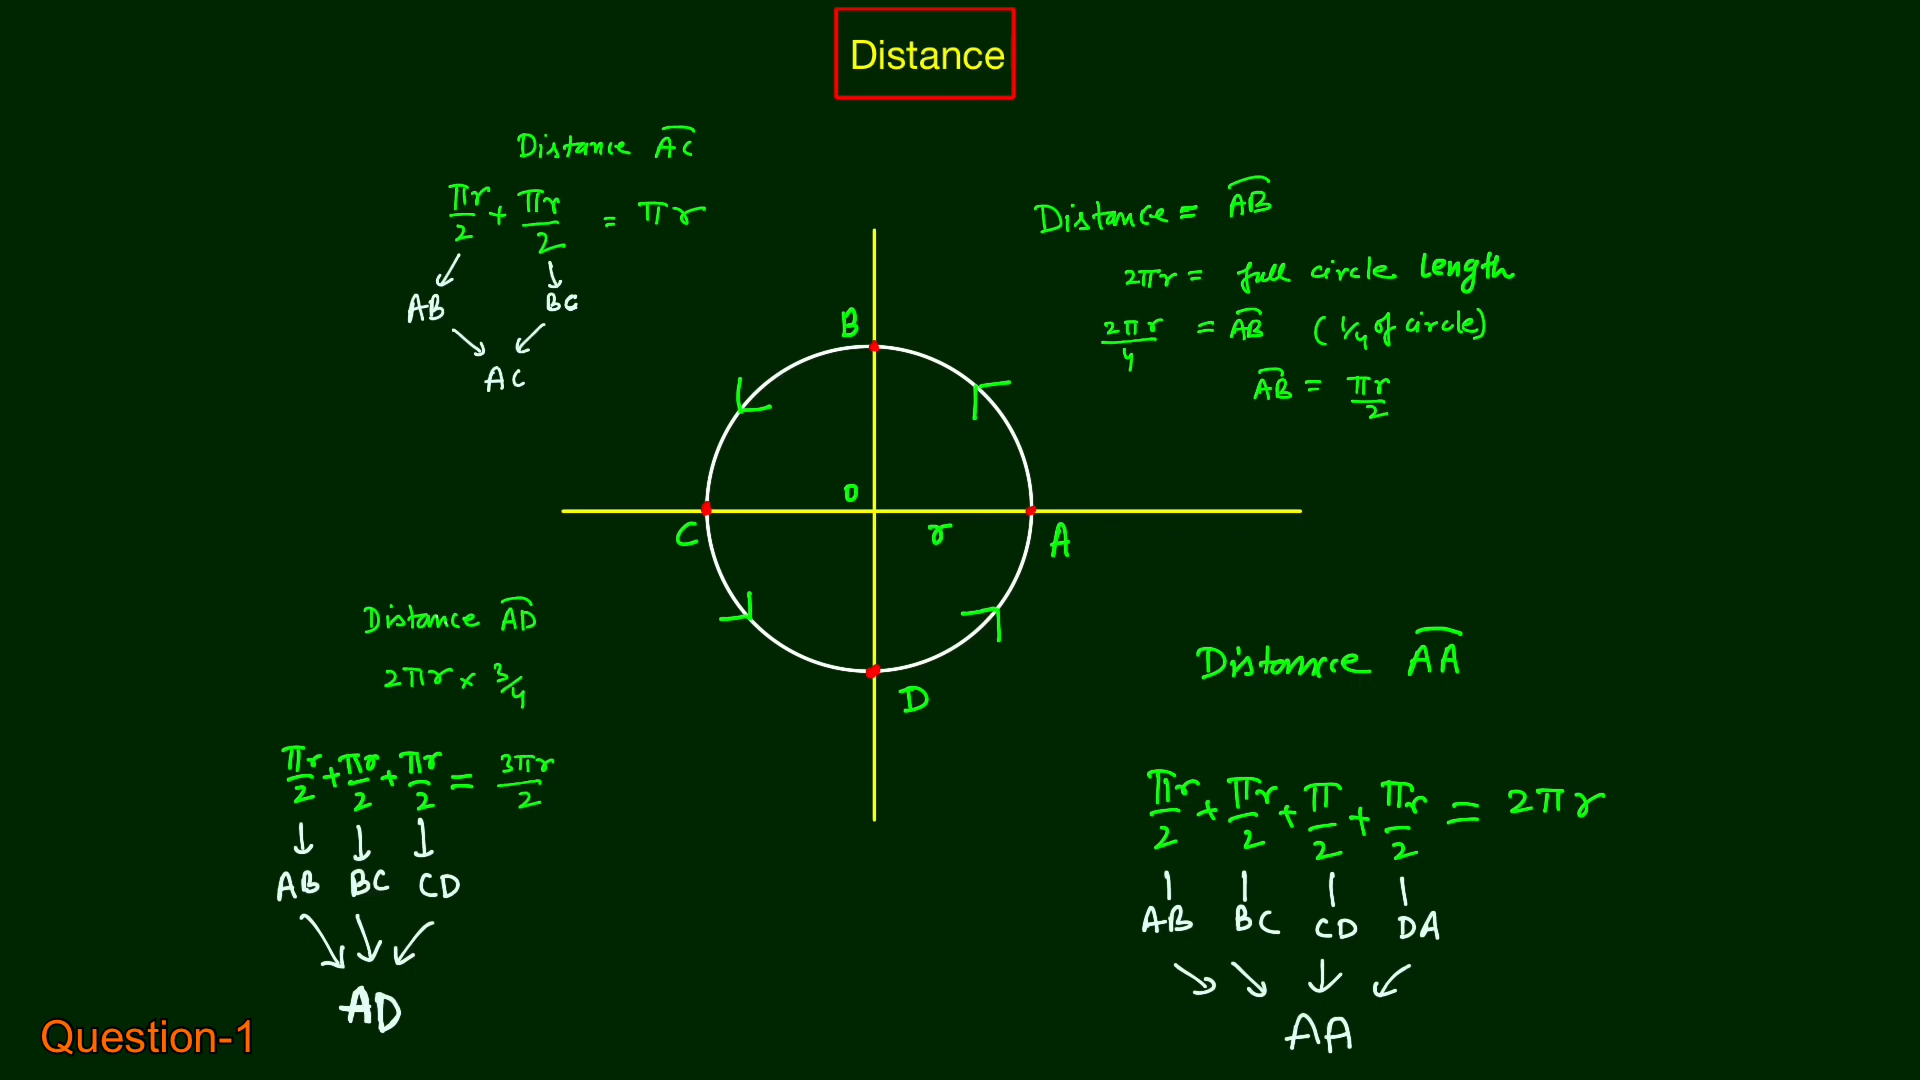 Distance
Distance AC
πr/2 + πr/2 = πr
AB BC
AC
Distance = AB
2πr = full circle length
2πr/4 = AB (1/4 of circle)
AB = πr/2
B
O
C
r
A
D
Distance AD
2πr × 3/4
πr/2 + πr/2 + πr/2 = 3πr/2
AB BC CD
AD
Distance AA
πr/2 + πr/2 + π/2 + πr/2 = 2πr
AB BC CD DA
AA
Question-1